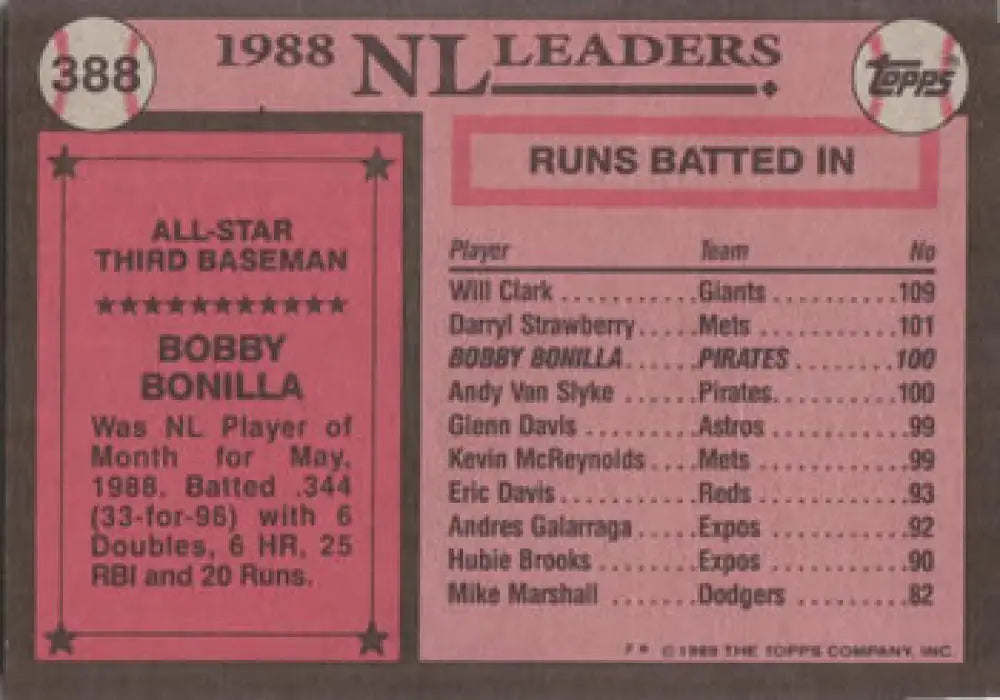 388
1988 NL LEADERS
Topps
ALL-STAR
THIRD BASEMAN
BOBBY
BONILLA
Was NL Player of
Month for May,
1988. Batted .344
(33-for-96) with 6
Doubles, 6 HR, 25
RBI and 20 Runs.
RUNS BATTED IN
Player Team No
Will Clark ..........Giants ..........109
Darryl Strawberry.....Mets ..........101
BOBBY BONILLA......PIRATES ........100
Andy Van Slyke ......Pirates..........100
Glenn Davis .........Astros ..........99
Kevin McReynolds....Mets ...........99
Eric Davis..........Reds ...........93
Andres Galarraga.....Expos ..........92
Hubie Brooks .......Expos ..........90
Mike Marshall .......Dodgers .........82
© 1989 THE TOPPS COMPANY, INC.